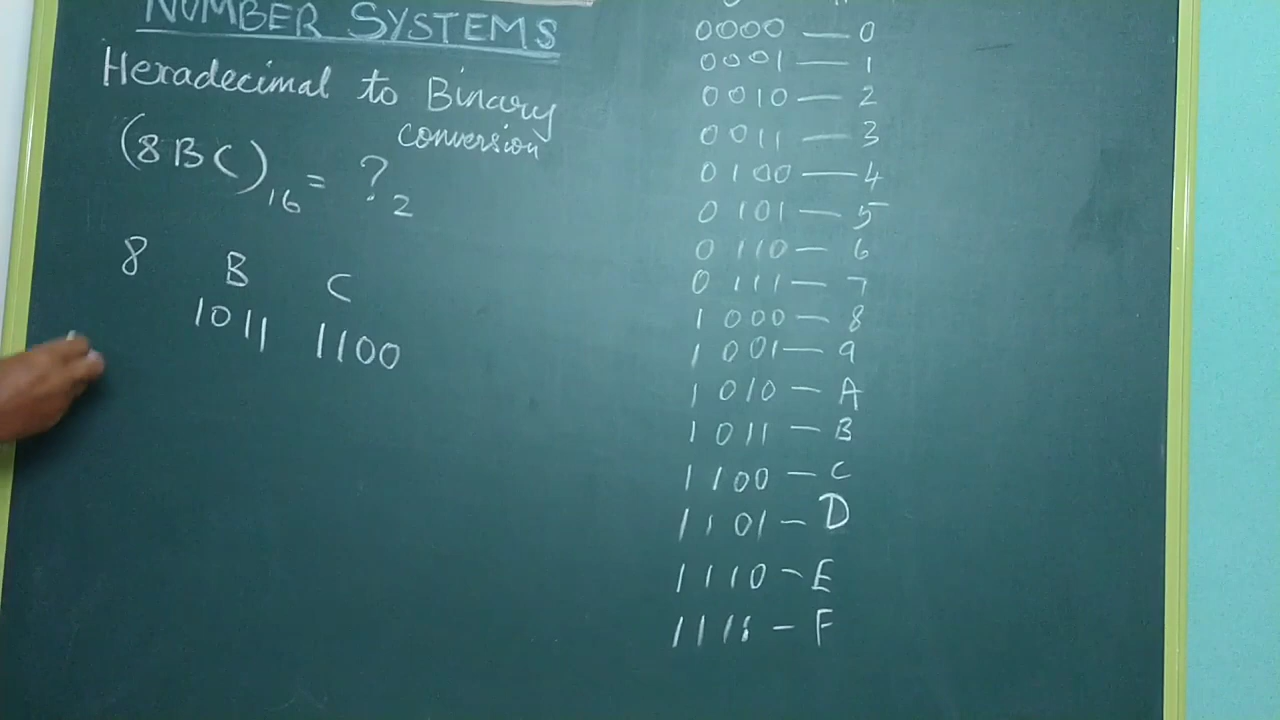 NUMBER SYSTEMS
Hexadecimal to Binary
conversion
(8BC)16 = ?2
8 B C
1011 1100
0000 — 0
0001 — 1
0010 — 2
0011 — 3
0100 — 4
0101 — 5
0110 — 6
0111 — 7
1000 — 8
1001 — 9
1010 — A
1011 — B
1100 — C
1101 — D
1110 — E
1111 — F